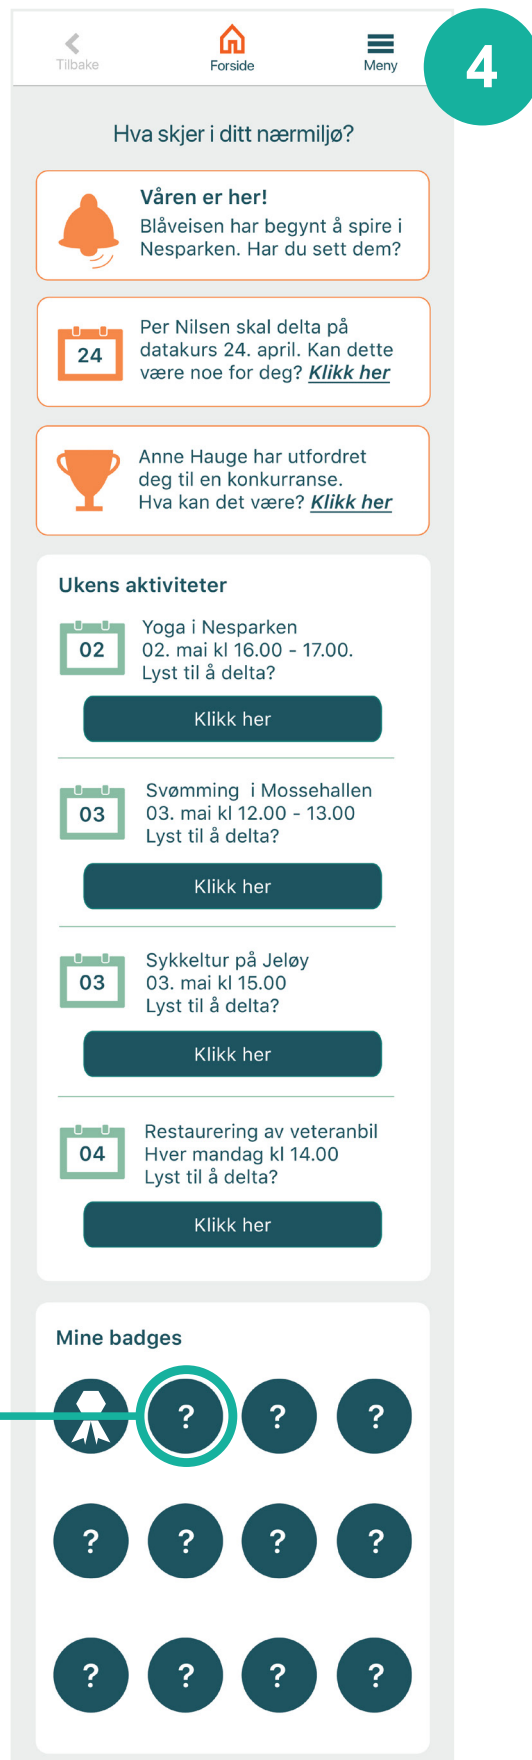 Tilbake
Forside
Meny
4
Hva skjer i ditt nærmiljø?
Våren er her!
Blåveisen har begynt å spire i
Nesparken. Har du sett dem?
24
Per Nilsen skal delta på
datakurs 24. april. Kan dette
være noe for deg? Klikk her
Anne Hauge har utfordret
deg til en konkurranse.
Hva kan det være? Klikk her
Ukens aktiviteter
02
Yoga i Nesparken
02. mai kl 16.00 - 17.00.
Lyst til å delta?
Klikk her
03
Svømming i Mossehallen
03. mai kl 12.00 - 13.00
Lyst til å delta?
Klikk her
03
Sykkeltur på Jeløy
03. mai kl 15.00
Lyst til å delta?
Klikk her
04
Restaurering av veteranbil
Hver mandag kl 14.00
Lyst til å delta?
Klikk her
Mine badges
? ? ?
? ? ? ?
? ? ? ?